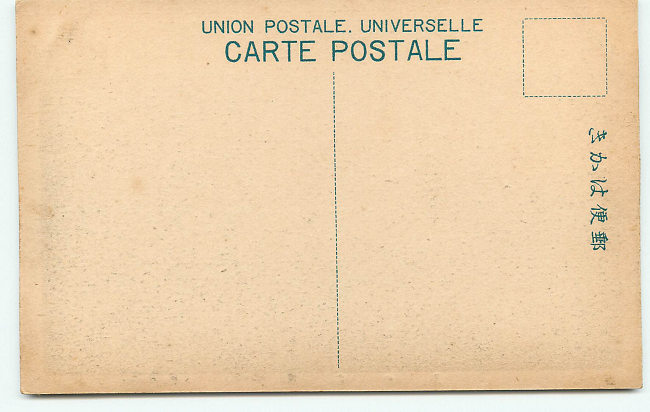 UNION POSTALE. UNIVERSELLE
CARTE POSTALE
きかは便郵